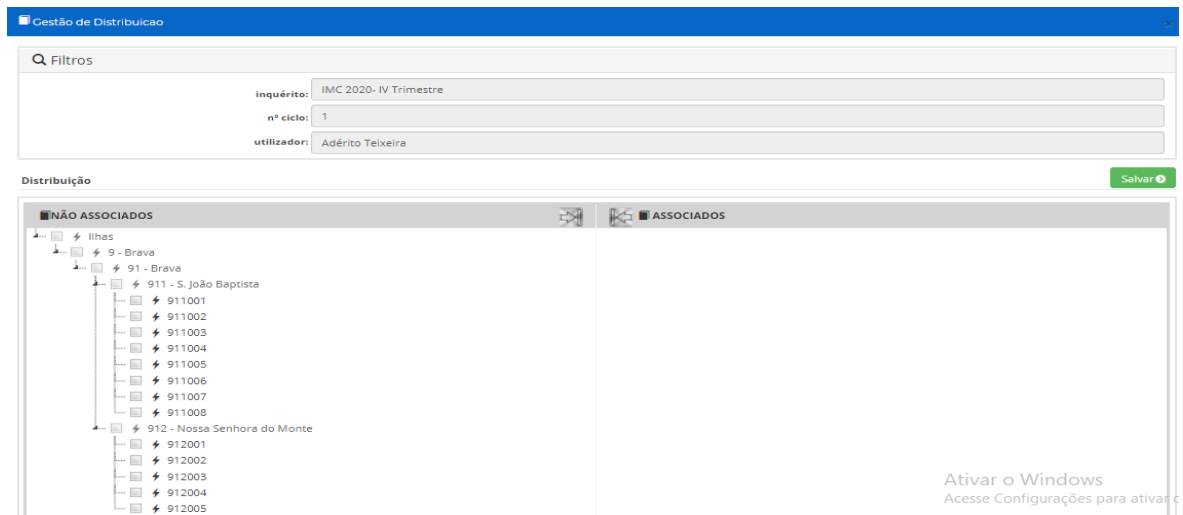 Gestão de Distribuicao
Filtros
inquérito: IMC 2020- IV Trimestre
nº ciclo: 1
utilizador: Adérito Teixeira
Distribuição
Salvar
NÃO ASSOCIADOS
ASSOCIADOS
Ilhas
9 - Brava
91 - Brava
911 - S. João Baptista
911001
911002
911003
911004
911005
911006
911007
911008
912 - Nossa Senhora do Monte
912001
912002
912003
912004
912005
Ativar o Windows
Acesse Configurações para ativar o